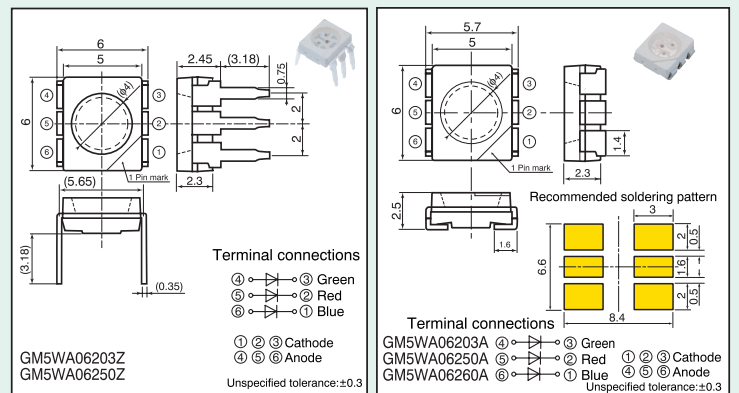 6
5
2.45
(3.18)
0.75
(ø4)
④
⑤
⑥
③
②
①
6
2
2
1 Pin mark
2.3
(5.65)
(3.18)
(0.35)
Terminal connections
④ ③ Green
⑤ ② Red
⑥ ① Blue
① ② ③ Cathode
④ ⑤ ⑥ Anode
GM5WA06203Z
GM5WA06250Z
Unspecified tolerance:±0.3
5.7
5
(ø4)
④
⑤
⑥
③
②
①
6
1 Pin mark
1.4
2.3
2.5
1.6
Recommended soldering pattern
3
2
0.5
1.6
2
0.5
6.6
8.4
Terminal connections
GM5WA06203A ④ ③ Green
GM5WA06250A ⑤ ② Red
GM5WA06260A ⑥ ① Blue
① ② ③ Cathode
④ ⑤ ⑥ Anode
Unspecified tolerance:±0.3